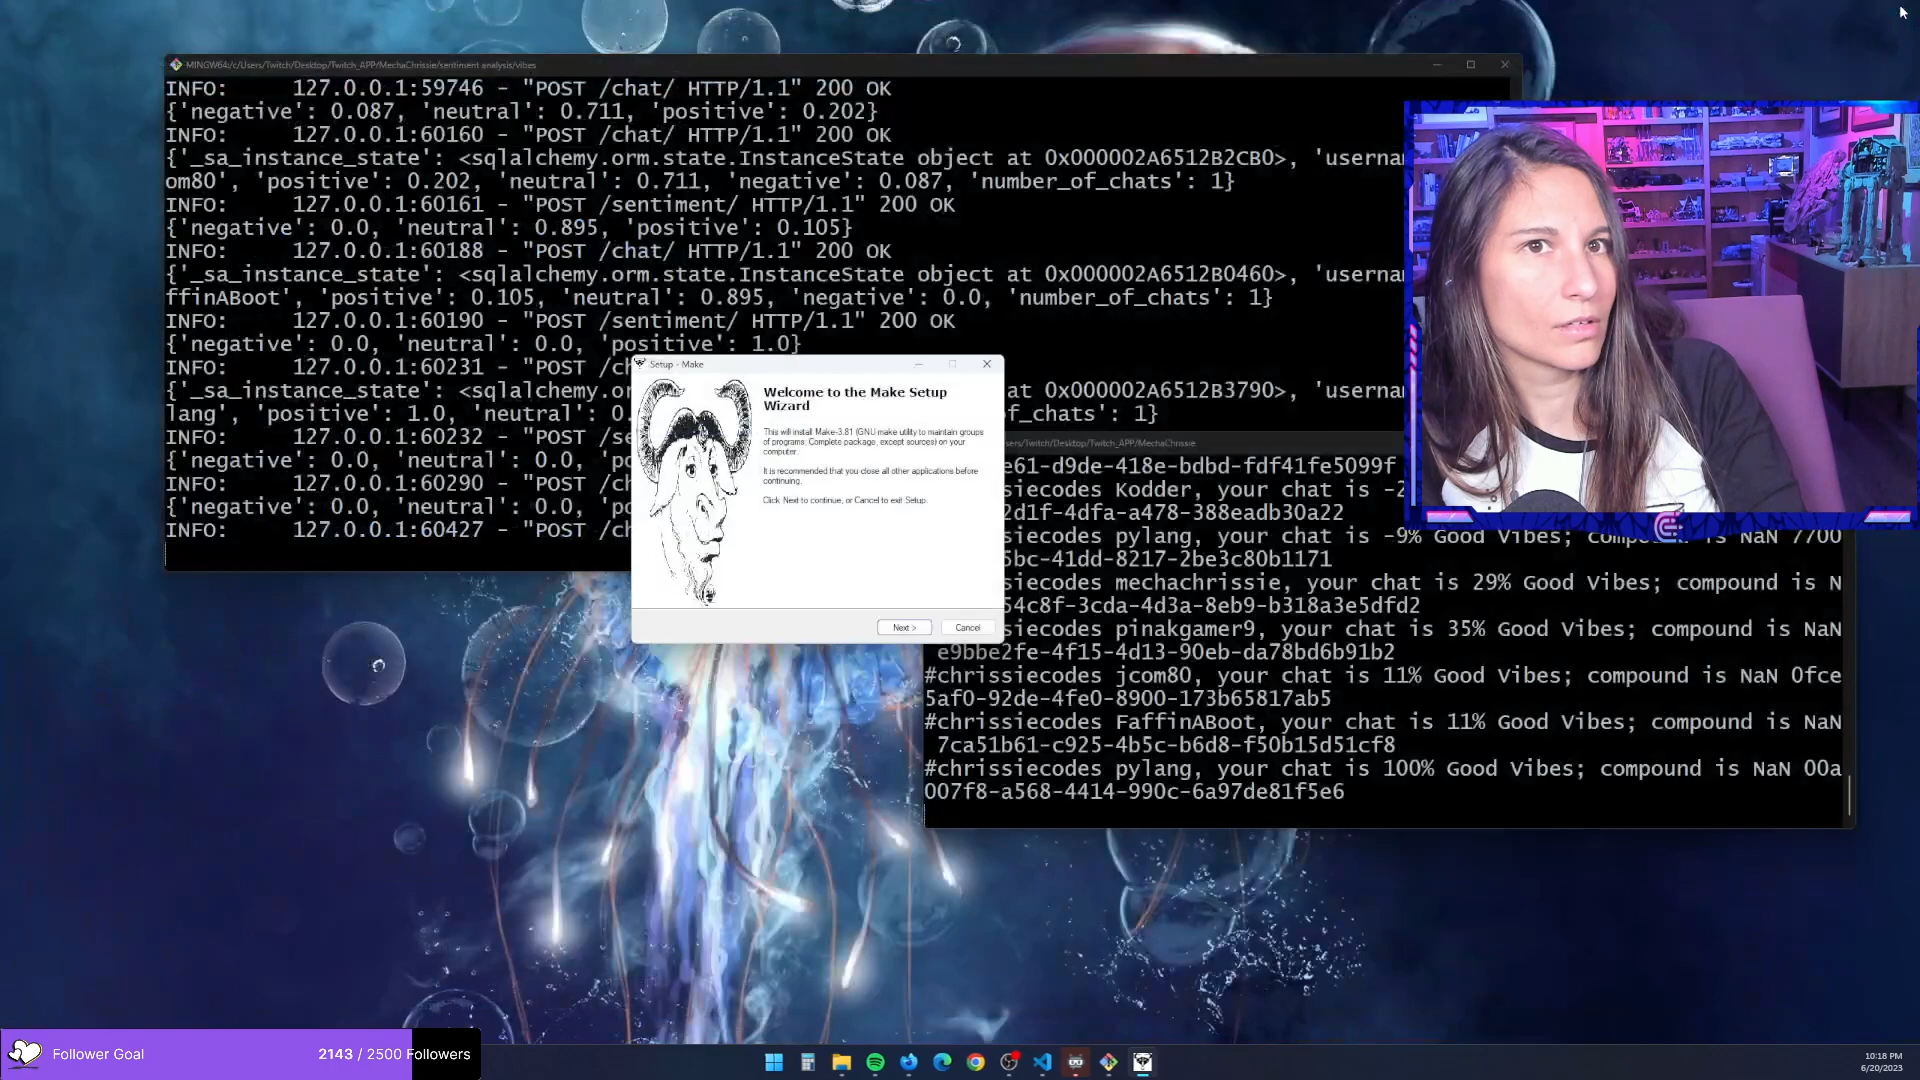 MINGW64:/c/Users/Twitch/Desktop/Twitch_APP/MechaChrissie/sentiment analysis/vibes
INFO:     127.0.0.1:59746 - "POST /chat/ HTTP/1.1" 200 OK
{'negative': 0.087, 'neutral': 0.711, 'positive': 0.202}
INFO:     127.0.0.1:60160 - "POST /chat/ HTTP/1.1" 200 OK
{'_sa_instance_state': <sqlalchemy.orm.state.InstanceState object at 0x000002A6512B2CB0>, 'userna
om80', 'positive': 0.202, 'neutral': 0.711, 'negative': 0.087, 'number_of_chats': 1}
INFO:     127.0.0.1:60161 - "POST /sentiment/ HTTP/1.1" 200 OK
{'negative': 0.0, 'neutral': 0.895, 'positive': 0.105}
INFO:     127.0.0.1:60188 - "POST /chat/ HTTP/1.1" 200 OK
{'_sa_instance_state': <sqlalchemy.orm.state.InstanceState object at 0x000002A6512B0460>, 'userna
ffinABoot', 'positive': 0.105, 'neutral': 0.895, 'negative': 0.0, 'number_of_chats': 1}
INFO:     127.0.0.1:60190 - "POST /sentiment/ HTTP/1.1" 200 OK
{'negative': 0.0, 'neutral': 0.0, 'positive': 1.0}
INFO:     127.0.0.1:60231 - "POST /ch
{'_sa_instance_state': <sqlalchemy.or at 0x000002A6512B3790>, 'userna
lang', 'positive': 1.0, 'neutral': 0. of_chats': 1}
INFO:     127.0.0.1:60232 - "POST /se
{'negative': 0.0, 'neutral': 0.0, 'po
INFO:     127.0.0.1:60290 - "POST /ch
{'negative': 0.0, 'neutral': 0.0, 'po
INFO:     127.0.0.1:60427 - "POST /ch
Setup - Make
Welcome to the Make Setup
Wizard
This will install Make-3.81 (GNU make utility to maintain groups
of programs. Complete package, except sources) on your
computer.
It is recommended that you close all other applications before
continuing.
Click Next to continue, or Cancel to exit Setup.
Next >
Cancel
sers/Twitch/Desktop/Twitch_APP/MechaChrissie
e61-d9de-418e-bdbd-fdf41fe5099f
siecodes Kodder, your chat is -2
2d1f-4dfa-a478-388eadb30a22
siecodes pylang, your chat is -9% Good Vibes; compound is NaN 7700
5bc-41dd-8217-2be3c80b1171
siecodes mechachrissie, your chat is 29% Good Vibes; compound is N
54c8f-3cda-4d3a-8eb9-b318a3e5dfd2
siecodes pinakgamer9, your chat is 35% Good Vibes; compound is NaN
e9bbe2fe-4f15-4d13-90eb-da78bd6b91b2
#chrissiecodes jcom80, your chat is 11% Good Vibes; compound is NaN 0fce
5af0-92de-4fe0-8900-173b65817ab5
#chrissiecodes FaffinABoot, your chat is 11% Good Vibes; compound is NaN
7ca51b61-c925-4b5c-b6d8-f50b15d51cf8
#chrissiecodes pylang, your chat is 100% Good Vibes; compound is NaN 00a
007f8-a568-4414-990c-6a97de81f5e6
Follower Goal 2143 / 2500 Followers
10:18 PM
6/20/2023